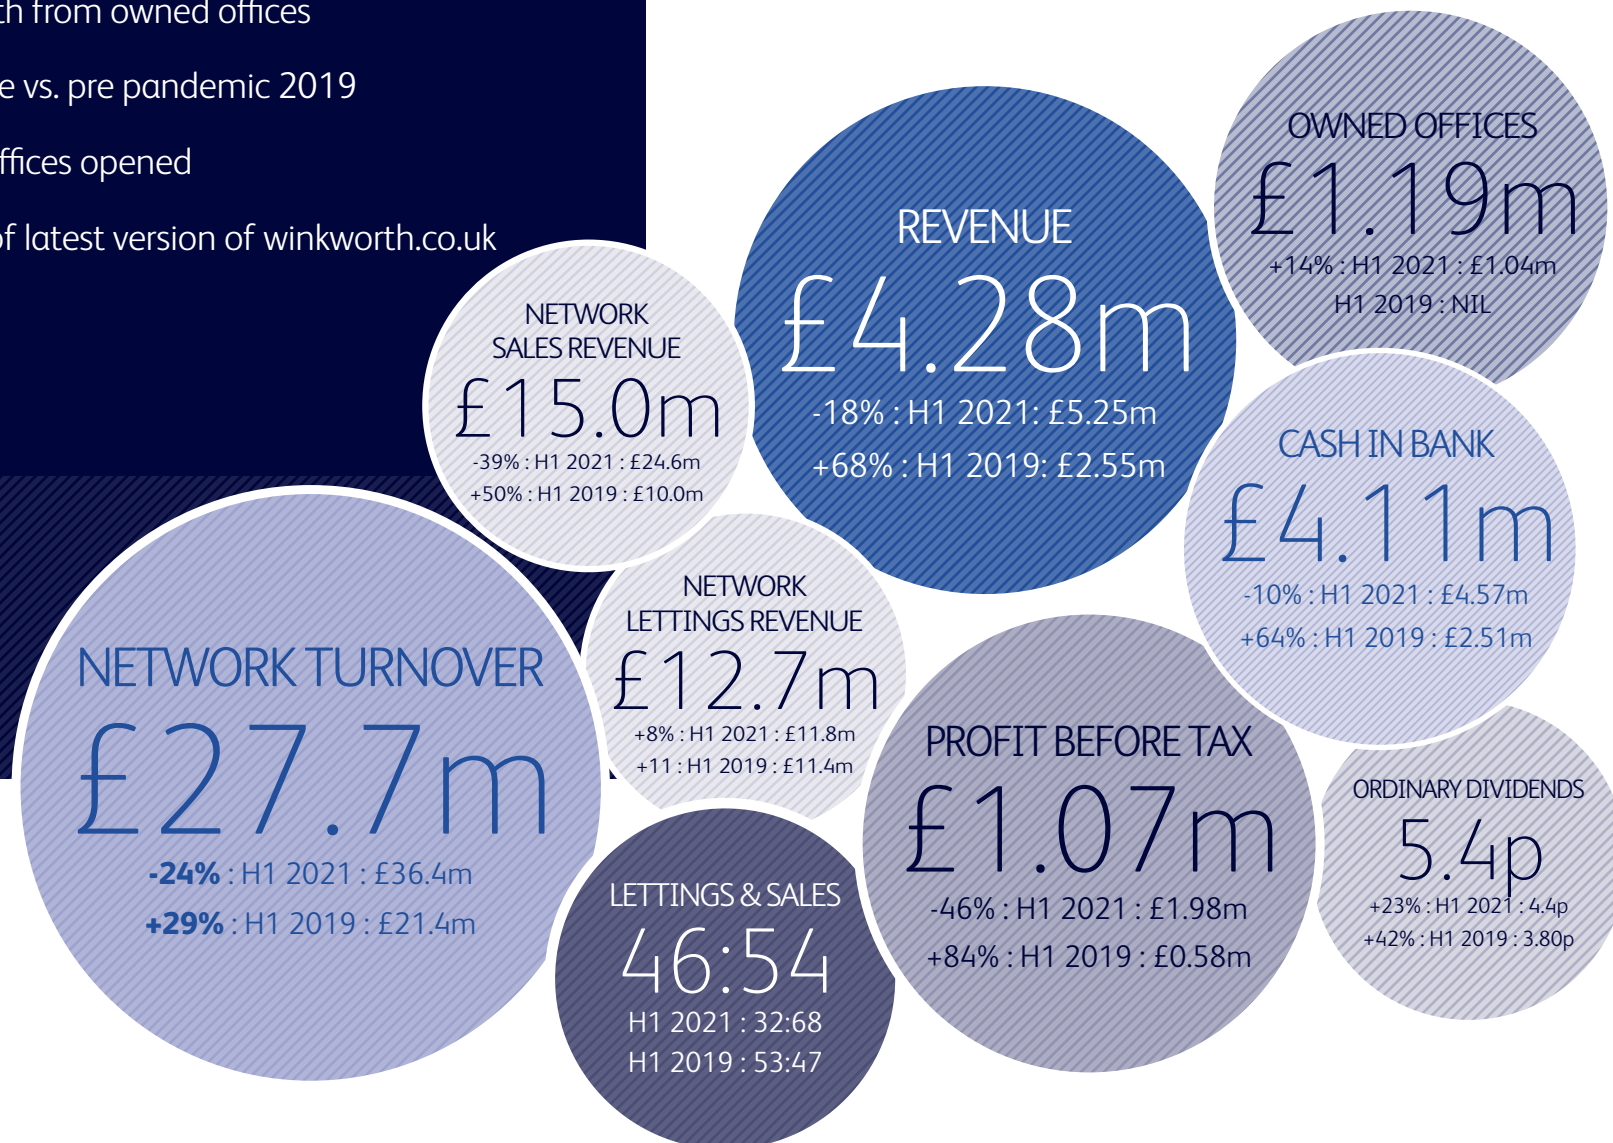 from owned offices
vs. pre pandemic 2019
opened
latest version of winkworth.co.uk
OWNED OFFICES
£1.19m
+14% : H1 2021 : £1.04m
H1 2019 : NIL
REVENUE
£4.28m
-18% : H1 2021: £5.25m
+68% : H1 2019: £2.55m
NETWORK
SALES REVENUE
£15.0m
-39% : H1 2021 : £24.6m
+50% : H1 2019 : £10.0m
CASH IN BANK
£4.11m
-10% : H1 2021 : £4.57m
+64% : H1 2019 : £2.51m
NETWORK
LETTINGS REVENUE
£12.7m
+8% : H1 2021 : £11.8m
+11 : H1 2019 : £11.4m
NETWORK TURNOVER
£27.7m
-24% : H1 2021 : £36.4m
+29% : H1 2019 : £21.4m
PROFIT BEFORE TAX
£1.07m
-46% : H1 2021 : £1.98m
+84% : H1 2019 : £0.58m
ORDINARY DIVIDENDS
5.4p
+23% : H1 2021 : 4.4p
+42% : H1 2019 : 3.80p
LETTINGS & SALES
46:54
H1 2021 : 32:68
H1 2019 : 53:47